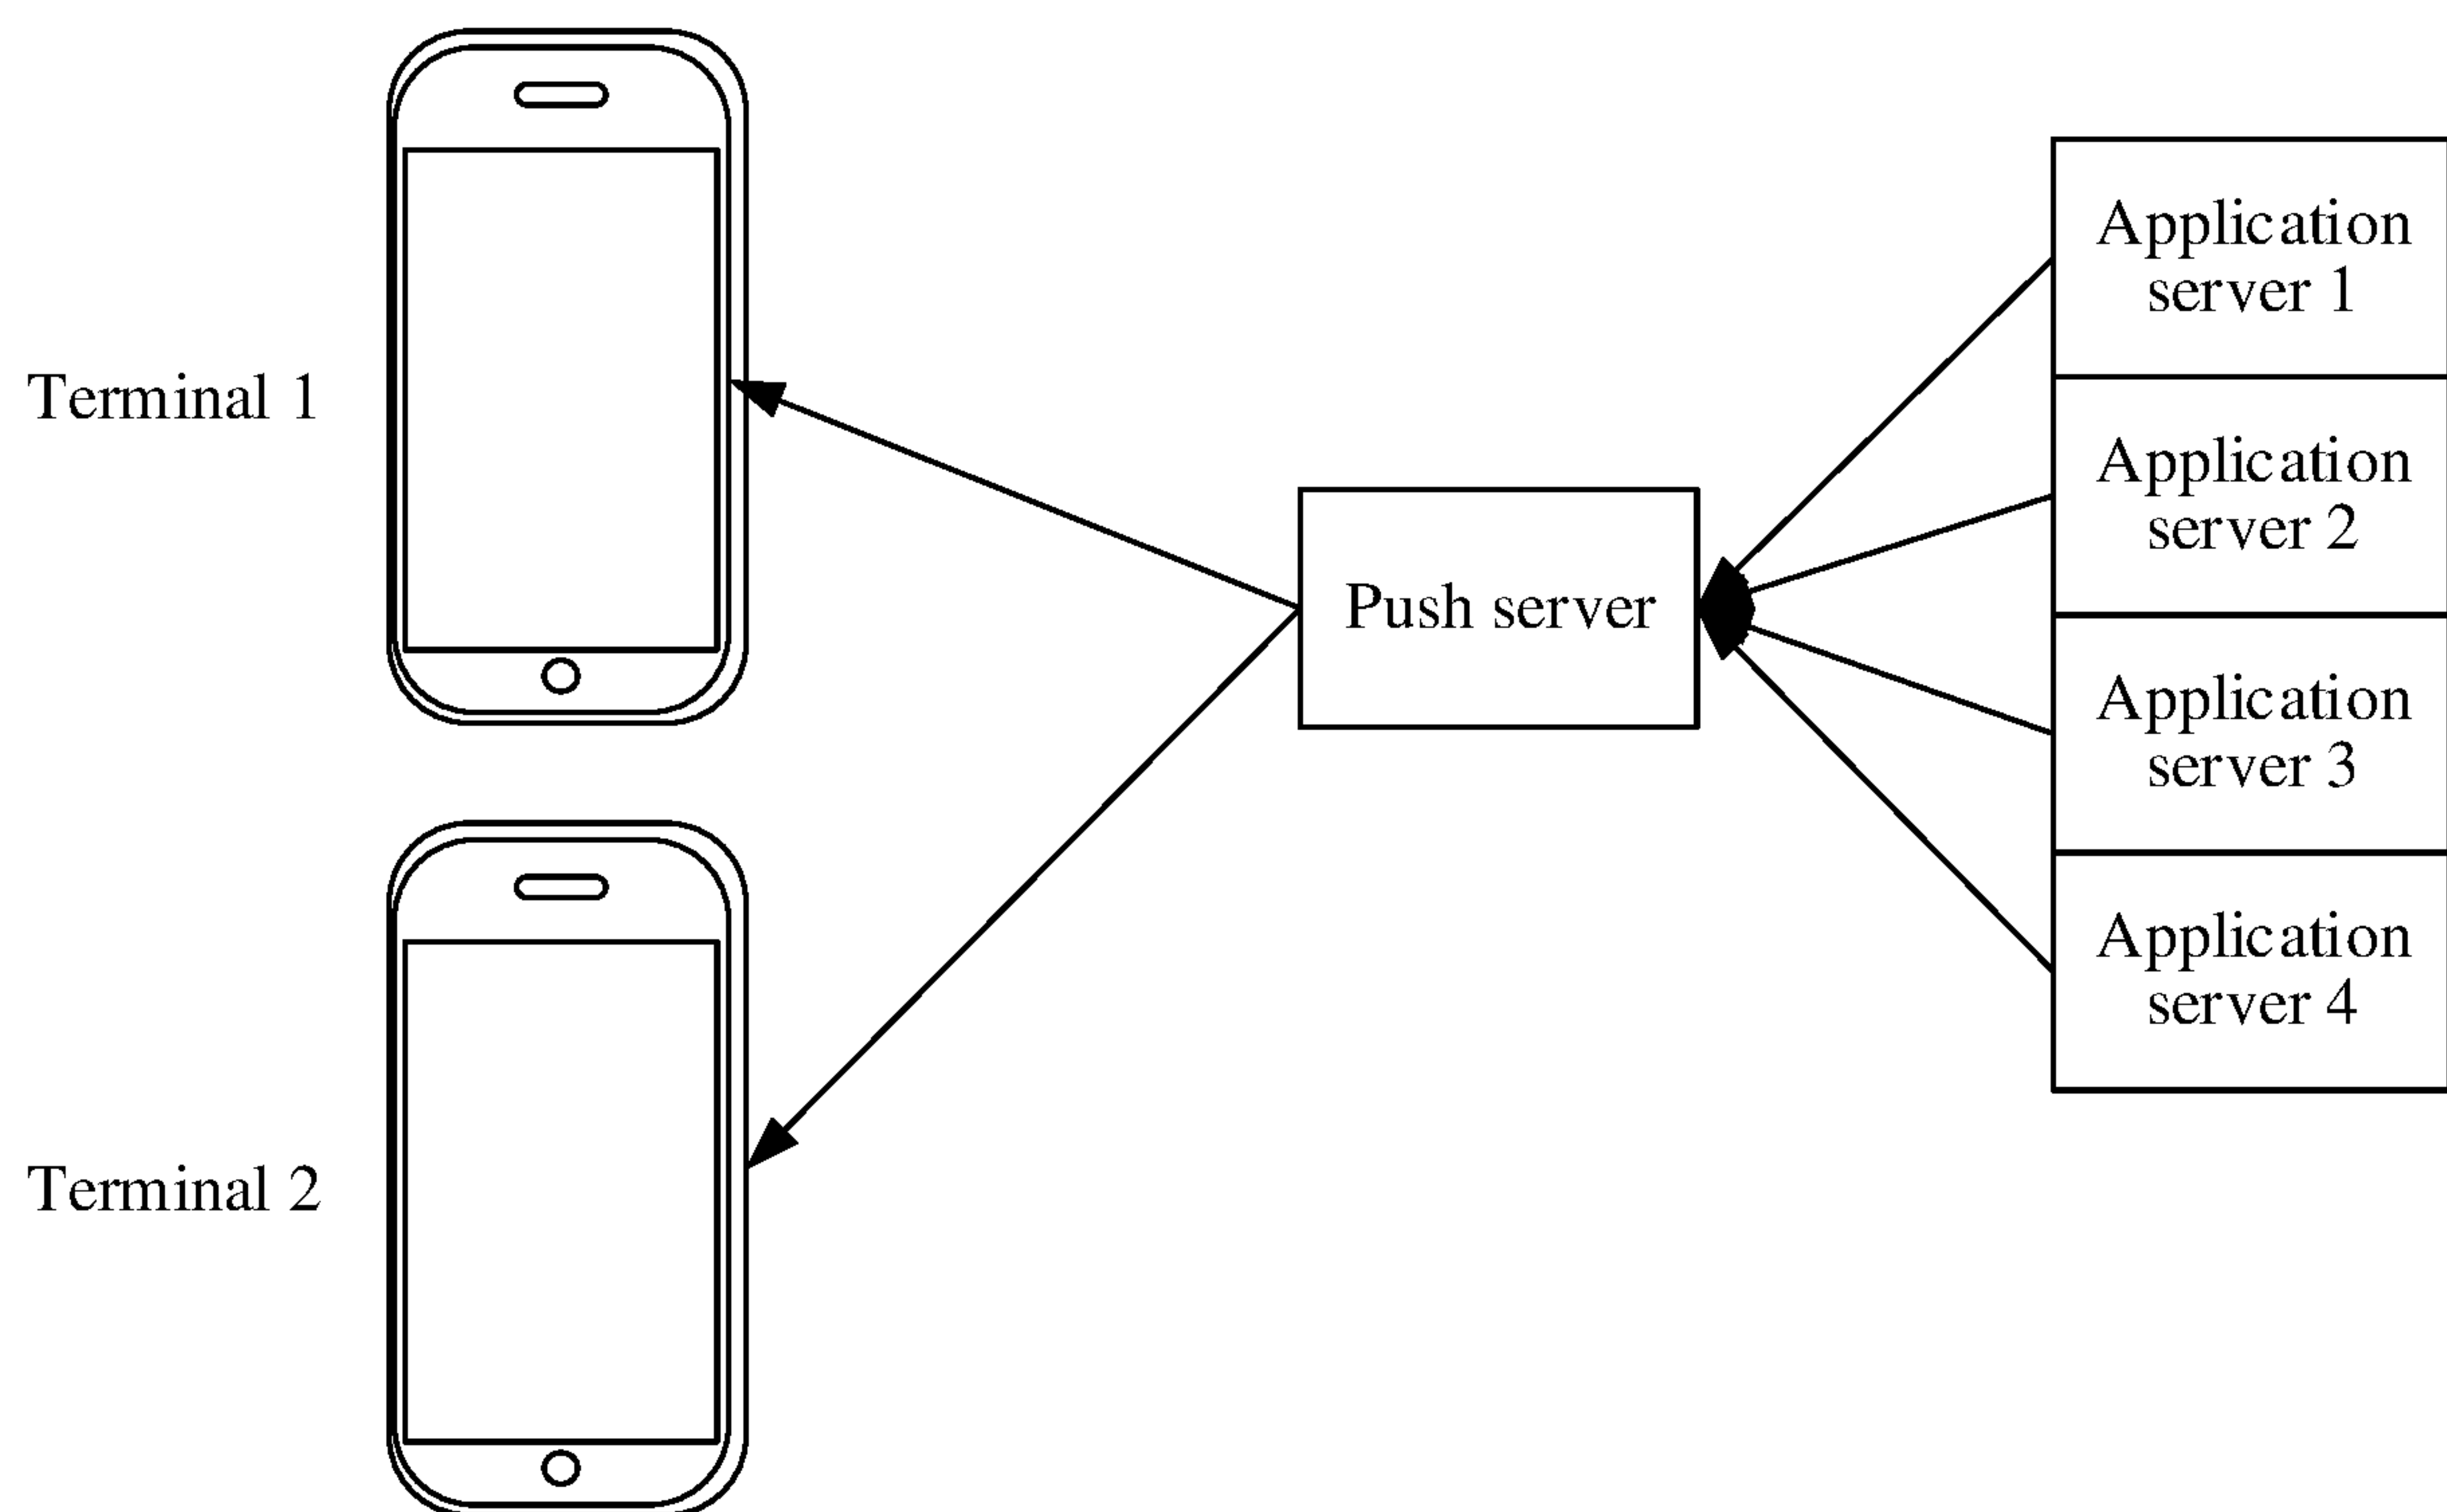 Terminal 1
Terminal 2
Push server
Application
server 1
Application
server 2
Application
server 3
Application
server 4